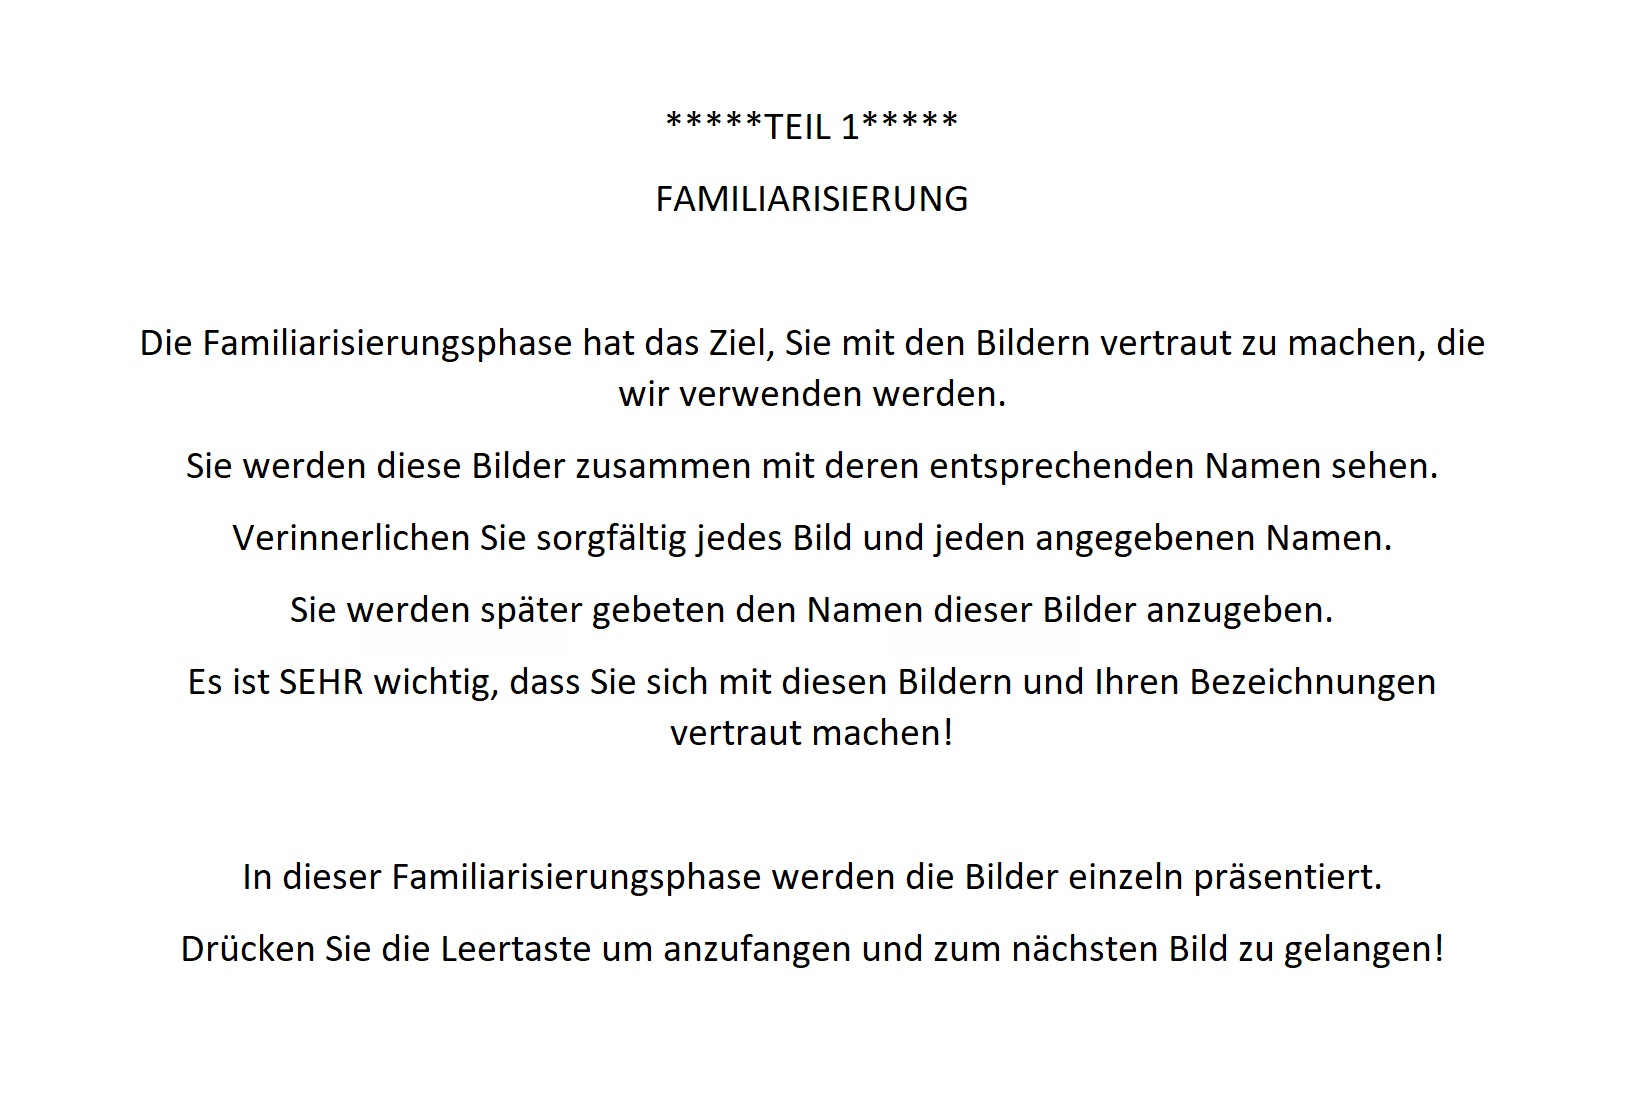 *****TEIL 1*****
FAMILIARISIERUNG
Die Familiarisierungsphase hat das Ziel, Sie mit den Bildern vertraut zu machen, die
wir verwenden werden.
Sie werden diese Bilder zusammen mit deren entsprechenden Namen sehen.
Verinnerlichen Sie sorgfältig jedes Bild und jeden angegebenen Namen.
Sie werden später gebeten den Namen dieser Bilder anzugeben.
Es ist SEHR wichtig, dass Sie sich mit diesen Bildern und Ihren Bezeichnungen
vertraut machen!
In dieser Familiarisierungsphase werden die Bilder einzeln präsentiert.
Drücken Sie die Leertaste um anzufangen und zum nächsten Bild zu gelangen!